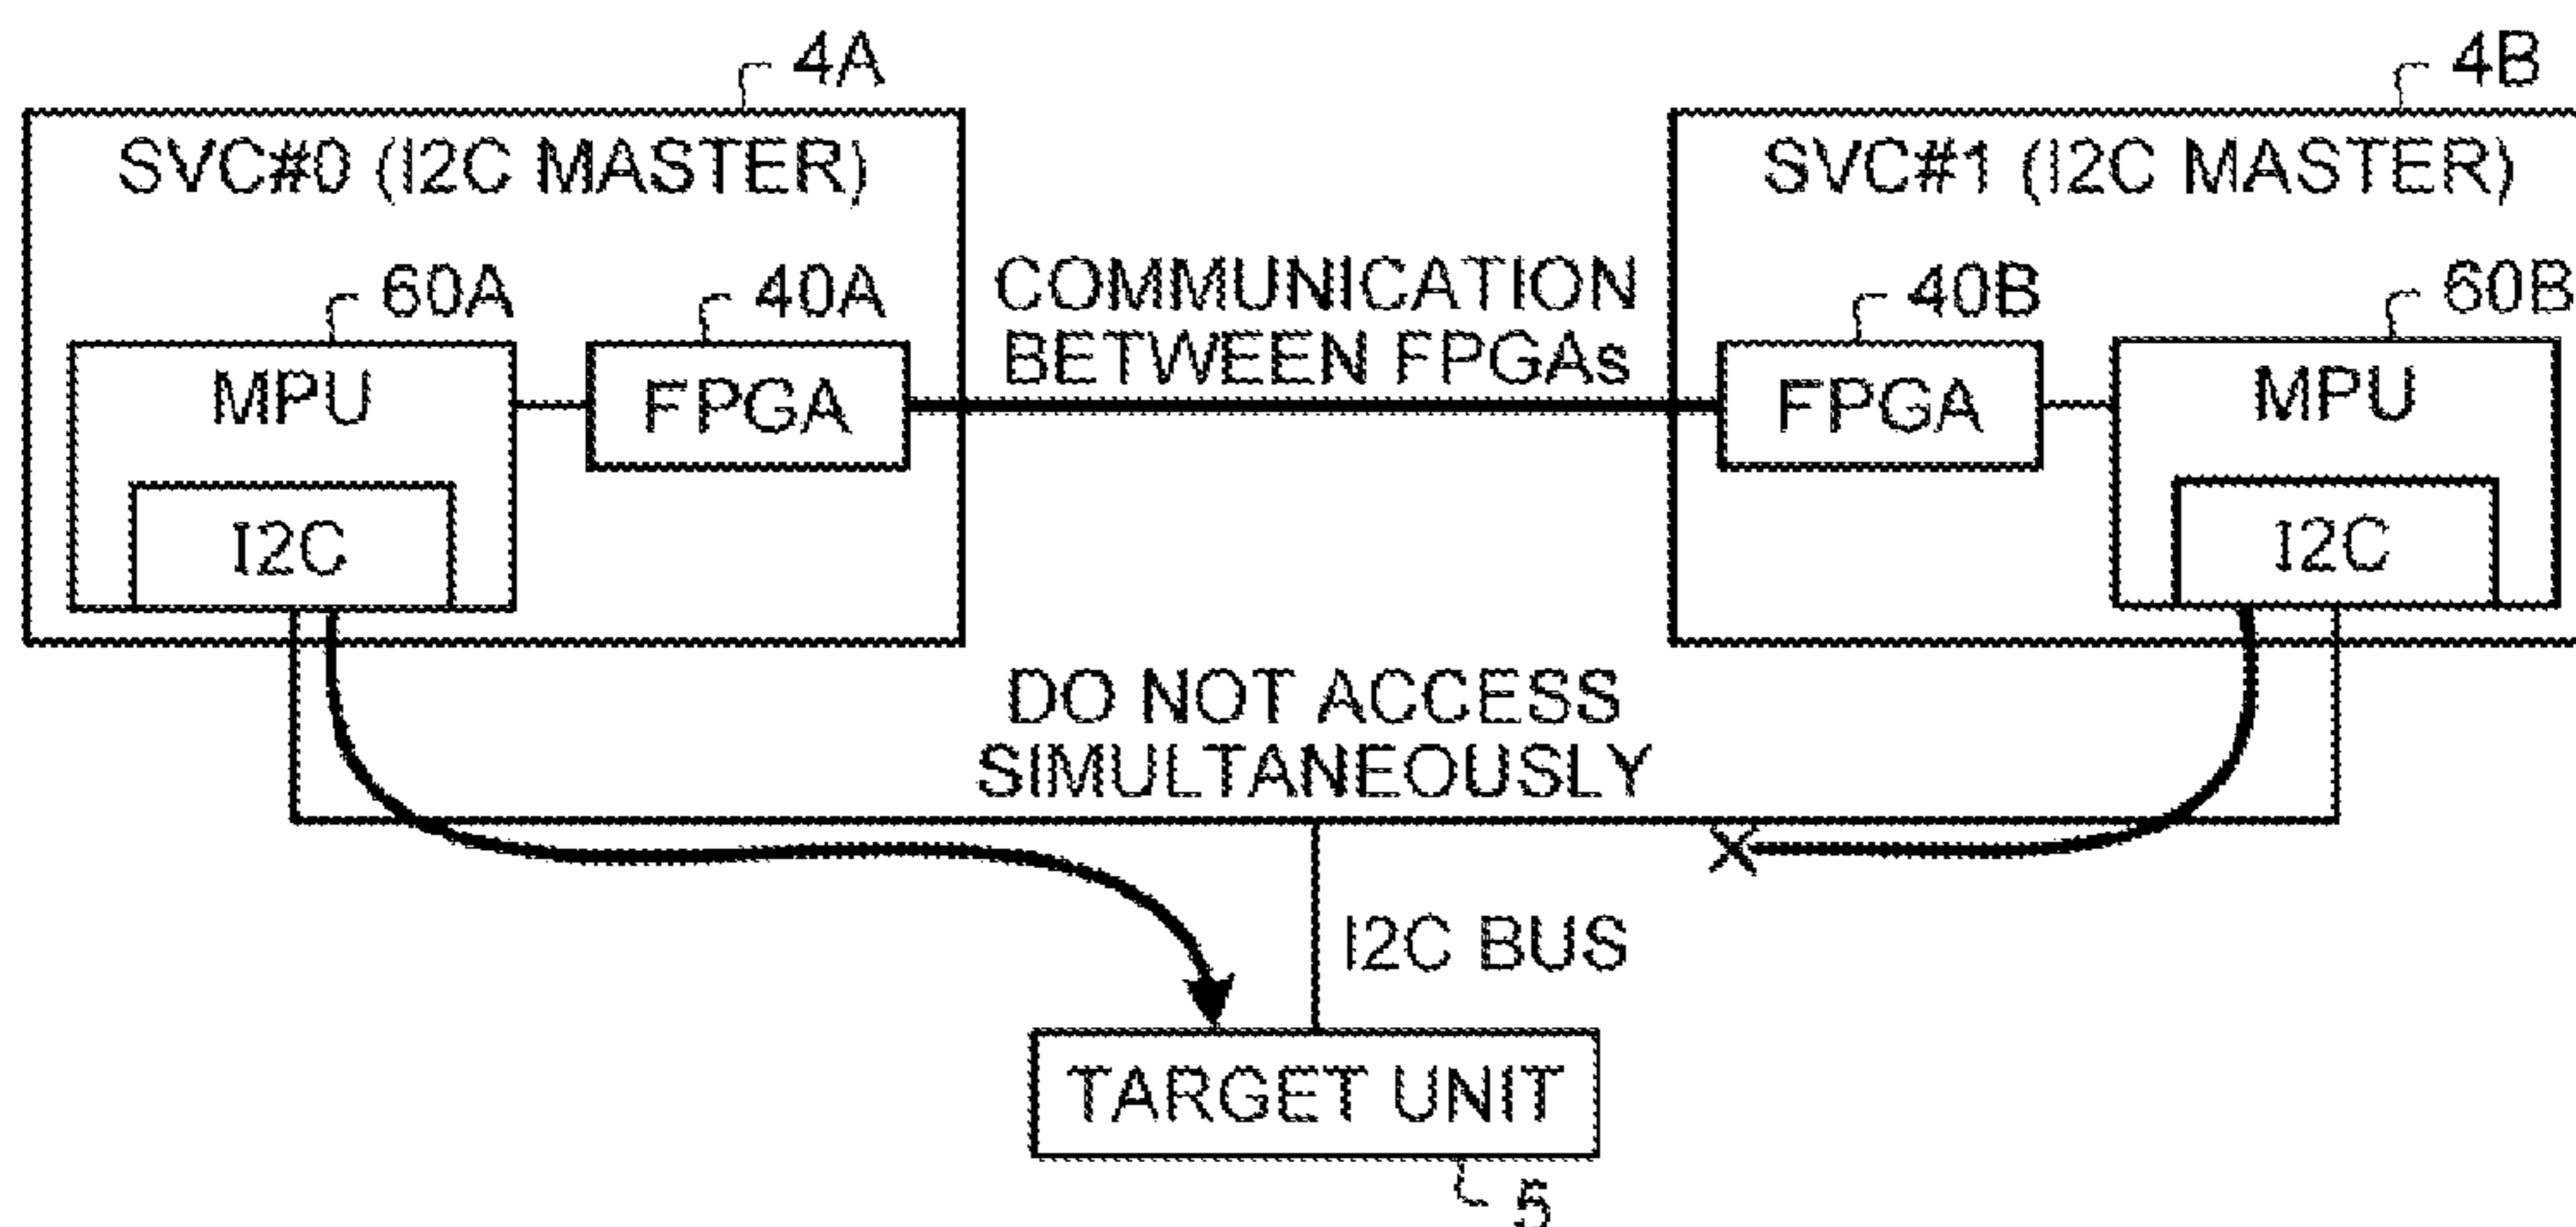 4A
4B
SVC#0 (I2C MASTER)
SVC#1 (I2C MASTER)
60A
40A
COMMUNICATION
BETWEEN FPGAs
40B
60B
MPU
FPGA
FPGA
MPU
I2C
I2C
DO NOT ACCESS
SIMULTANEOUSLY
I2C BUS
TARGET UNIT
5